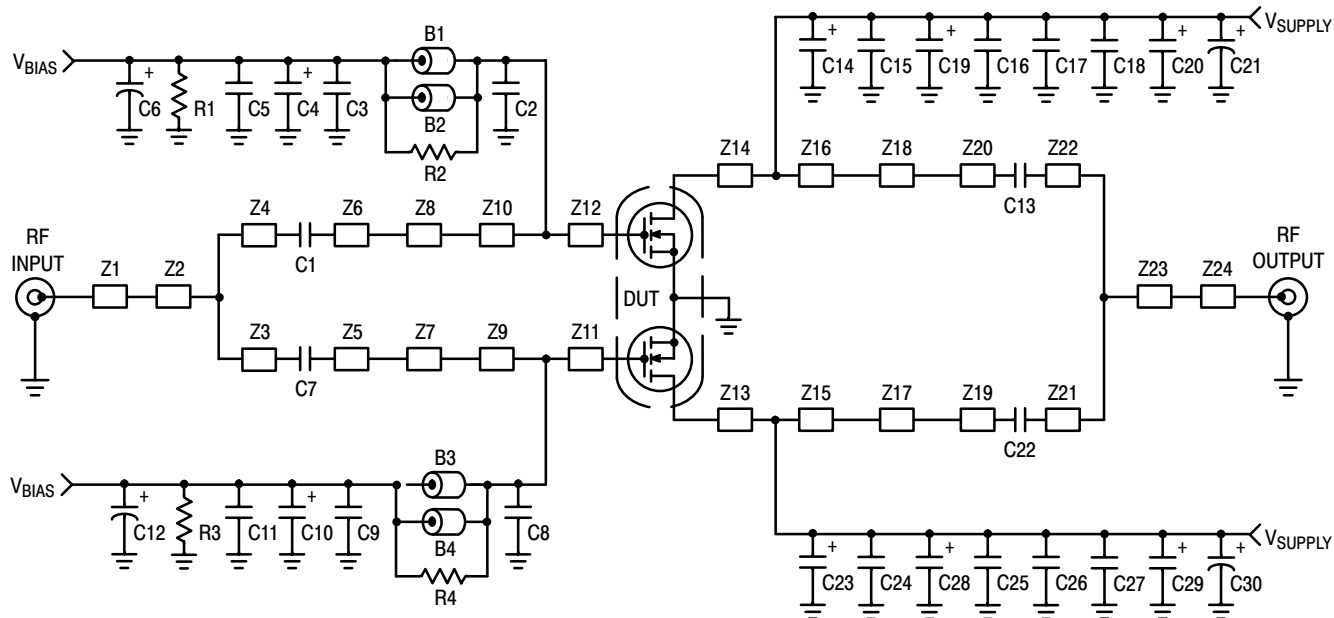 VBIAS
+
C6
R1
C5
+
C4
C3
B1
B2
R2
C2
+
C14
C15
+
C19
C16
C17
C18
+
C20
+
C21
VSUPPLY
Z14
Z16
Z18
Z20
C13
Z22
RF
INPUT
Z1
Z2
Z4
C1
Z6
Z8
Z10
Z12
DUT
Z3
C7
Z5
Z7
Z9
Z11
Z23
Z24
RF
OUTPUT
Z13
Z15
Z17
Z19
C22
Z21
VBIAS
+
C12
R3
C11
+
C10
C9
B3
B4
R4
C8
+
C23
C24
+
C28
C25
C26
C27
+
C29
+
C30
VSUPPLY